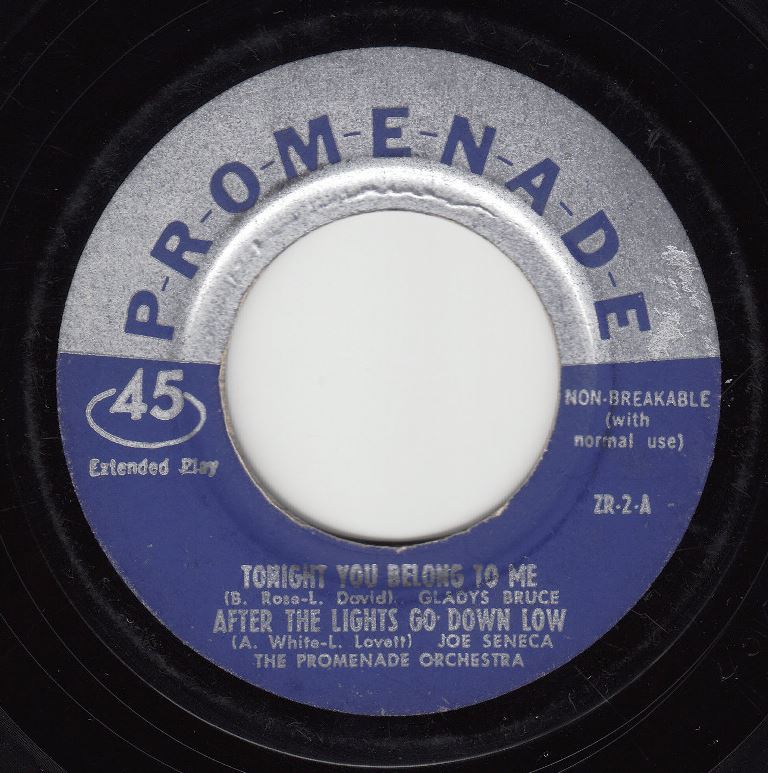 P-R-O-M-E-N-A-D-E
45
Extended Play
NON-BREAKABLE
(with
normal use)
ZR-2-A
TONIGHT YOU BELONG TO ME
(B. Rose-L. David) GLADYS BRUCE
AFTER THE LIGHTS GO DOWN LOW
(A. White-L. Lovett) JOE SENECA
THE PROMENADE ORCHESTRA